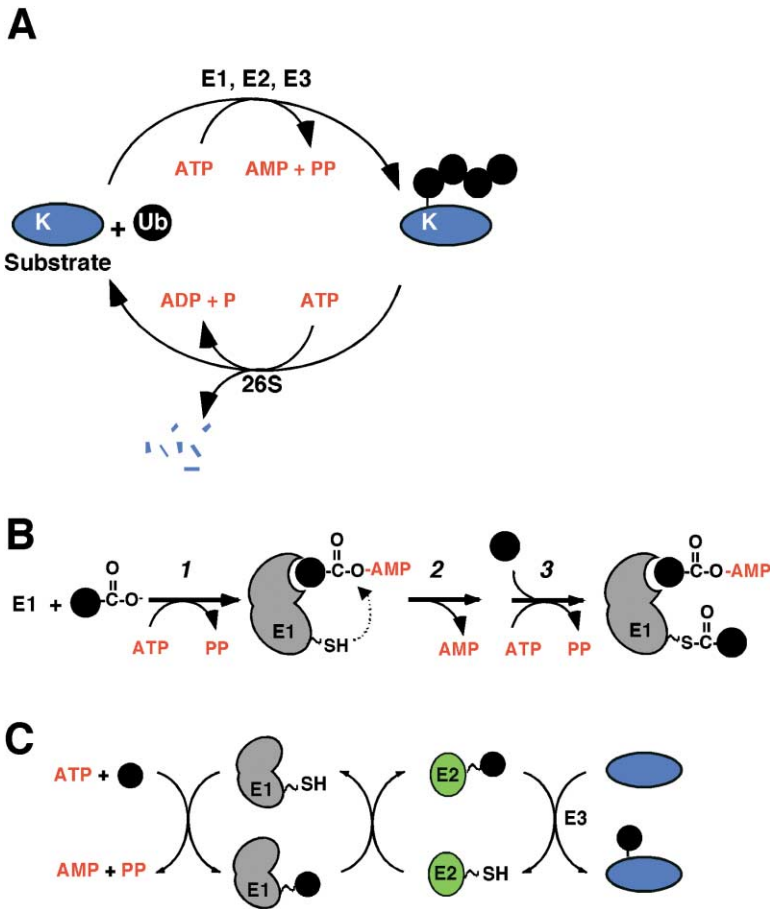 A
E1, E2, E3
ATP AMP + PP
K + Ub K
Substrate
ADP + P ATP
26S
B
O O O
1 C-O-AMP 2 3 C-O-AMP
E1 + C-O- O
E1 SH E1 S-C
ATP PP AMP ATP PP
C
ATP + E1 SH E2
E3
AMP + PP E1 E2 SH